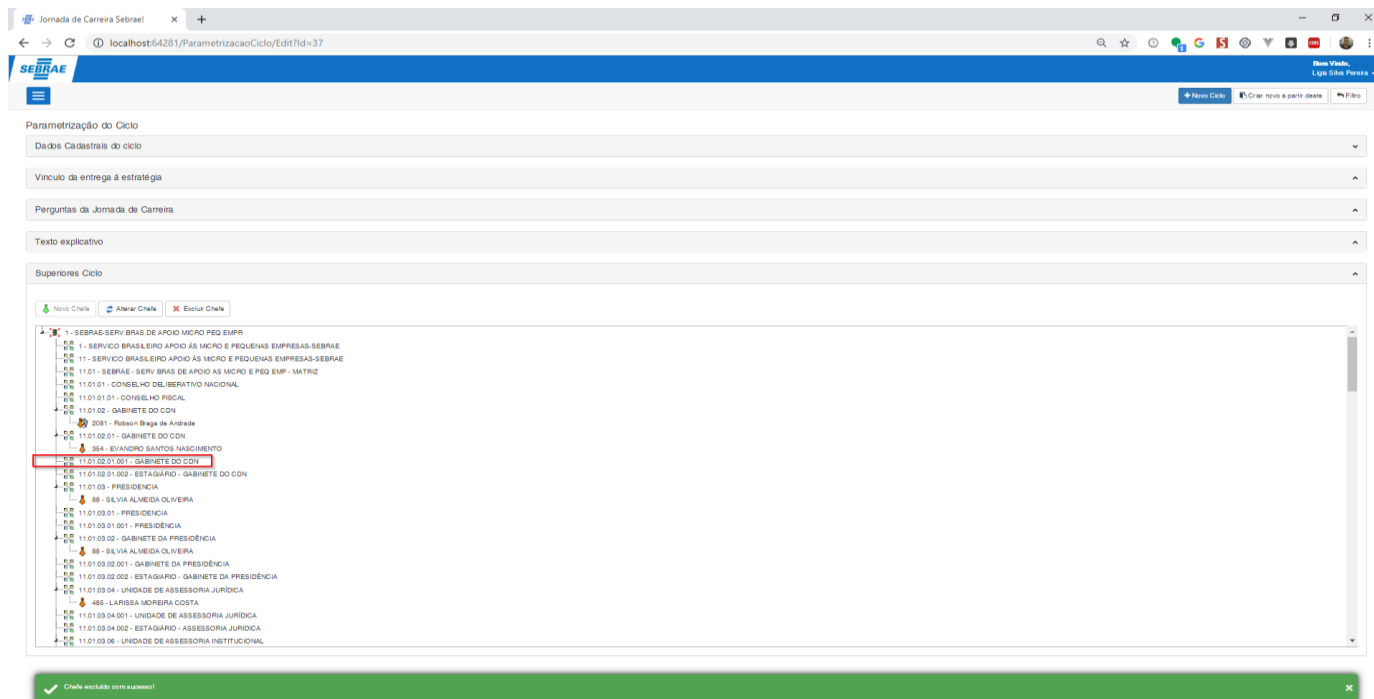 Jornada de Carreira Sebrae!
localhost:64281/ParametrizacaoCiclo/Edit?Id=37
SEBRAE
Bem Vindo,
Ligia Silva Pereira
Novo Ciclo
Criar novo a partir deste
Filtro
Parametrização do Ciclo
Dados Cadastrais do ciclo
Vinculo da entrega á estratégia
Perguntas da Jornada de Carreira
Texto explicativo
Superiores Ciclo
Novo Chefe
Alterar Chefe
Excluir Chefe
1 - SEBRAE-SERV.BRAS.DE APOIO MICRO PEQ.EMPR
1 - SERVICO BRASILEIRO APOIO ÁS MICRO E PEQUENAS EMPRESAS-SEBRAE
11 - SERVICO BRASILEIRO APOIO ÁS MICRO E PEQUENAS EMPRESAS-SEBRAE
11.01 - SEBRAE - SERV BRAS DE APOIO AS MICRO E PEQ EMP - MATRIZ
11.01.01 - CONSELHO DELIBERATIVO NACIONAL
11.01.01.01 - CONSELHO FISCAL
11.01.02 - GABINETE DO CDN
2081 - Robson Braga de Andrade
11.01.02.01 - GABINETE DO CDN
354 - EVANDRO SANTOS NASCIMENTO
11.01.02.01.001 - GABINETE DO CDN
11.01.02.01.002 - ESTAGIÁRIO - GABINETE DO CDN
11.01.03 - PRESIDENCIA
88 - SILVIA ALMEIDA OLIVEIRA
11.01.03.01 - PRESIDENCIA
11.01.03.01.001 - PRESIDÊNCIA
11.01.03.02 - GABINETE DA PRESIDÊNCIA
88 - SILVIA ALMEIDA OLIVEIRA
11.01.03.02.001 - GABINETE DA PRESIDÊNCIA
11.01.03.02.002 - ESTAGIARIO - GABINETE DA PRESIDÊNCIA
11.01.03.04 - UNIDADE DE ASSESSORIA JURÍDICA
485 - LARISSA MOREIRA COSTA
11.01.03.04.001 - UNIDADE DE ASSESSORIA JURÍDICA
11.01.03.04.002 - ESTAGIÁRIO - ASSESSORIA JURIDICA
11.01.03.06 - UNIDADE DE ASSESSORIA INSTITUCIONAL
Chefe excluído com sucesso!